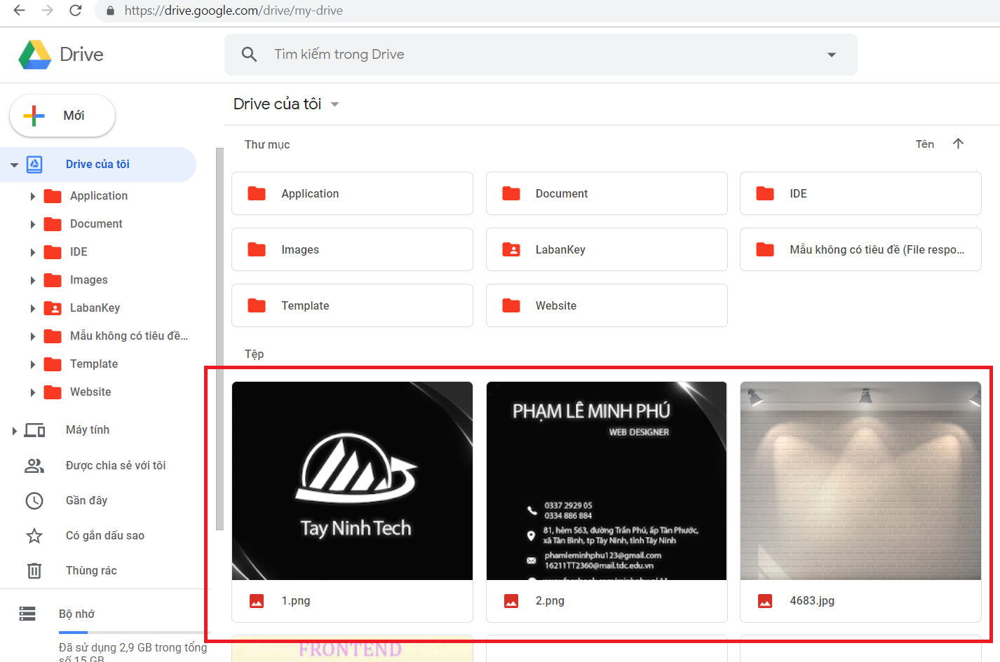 https://drive.google.com/drive/my-drive
Drive
Tìm kiếm trong Drive
Mới
Drive của tôi
Application
Document
IDE
Images
LabanKey
Mẫu không có tiêu đề...
Template
Website
Máy tính
Được chia sẻ với tôi
Gần đây
Có gắn dấu sao
Thùng rác
Bộ nhớ
Đã sử dụng 2,9 GB trong tổng
số 15 GB
Drive của tôi
Thư mục
Tên
Application
Document
IDE
Images
LabanKey
Mẫu không có tiêu đề (File respo...
Template
Website
Tệp
Tay Ninh Tech
1.png
PHẠM LÊ MINH PHÚ
WEB DESIGNER
0337 2929 05
0334 886 884
81, hẻm 563, đường Trần Phú, ấp Tân Phước,
xã Tân Bình, tp Tây Ninh, tỉnh Tây Ninh
phamleminhphu123@gmail.com
16211TT2360@mail.tdc.edu.vn
2.png
4683.jpg
FRONTEND